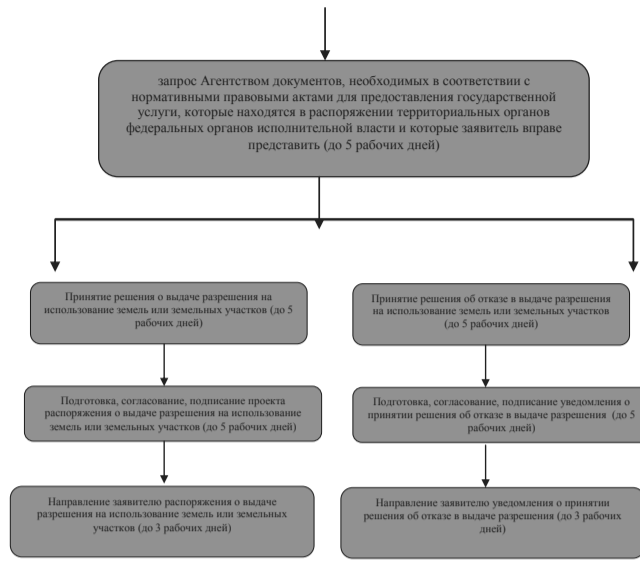 запрос Агентством документов, необходимых в соответствии с
нормативными правовыми актами для предоставления государственной
услуги, которые находятся в распоряжении территориальных органов
федеральных органов исполнительной власти и которые заявитель вправе
представить (до 5 рабочих дней)
Принятие решения о выдаче разрешения на
использование земель или земельных участков (до 5
рабочих дней)
Принятие решения об отказе в выдаче разрешения
на использование земель или земельных участков
(до 5 рабочих дней)
Подготовка, согласование, подписание проекта
распоряжения о выдаче разрешения на использование
земель или земельных участков (до 5 рабочих дней)
Подготовка, согласование, подписание уведомления о
принятии решения об отказе в выдаче разрешения (до 5
рабочих дней)
Направление заявителю распоряжения о выдаче
разрешения на использование земель или земельных
участков (до 3 рабочих дней)
Направление заявителю уведомления о принятии
решения об отказе в выдаче разрешения (до 3 рабочих
дней)